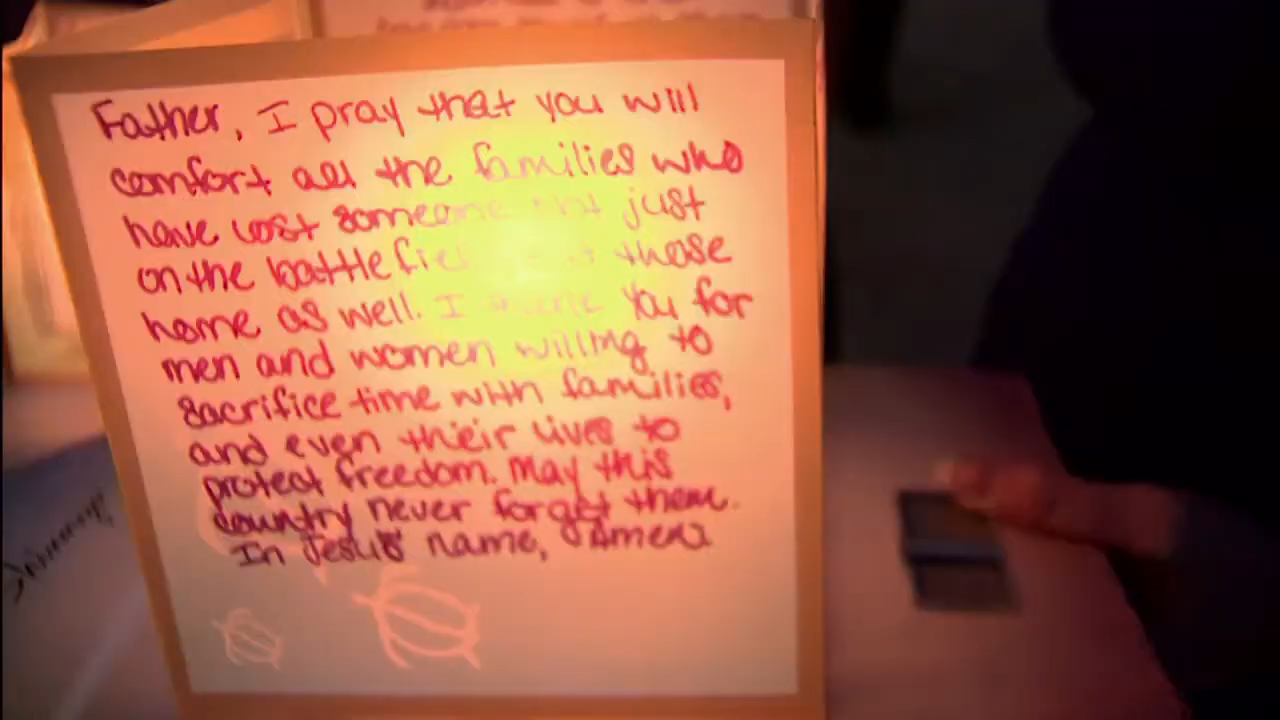 Father, I pray that you will
comfort all the families who
have lost someone not just
on the battlefield but those
home as well. I thank You for
men and women willing to
sacrifice time with families,
and even their lives to
protect freedom. May this
country never forget them.
In Jesus' name, Amen